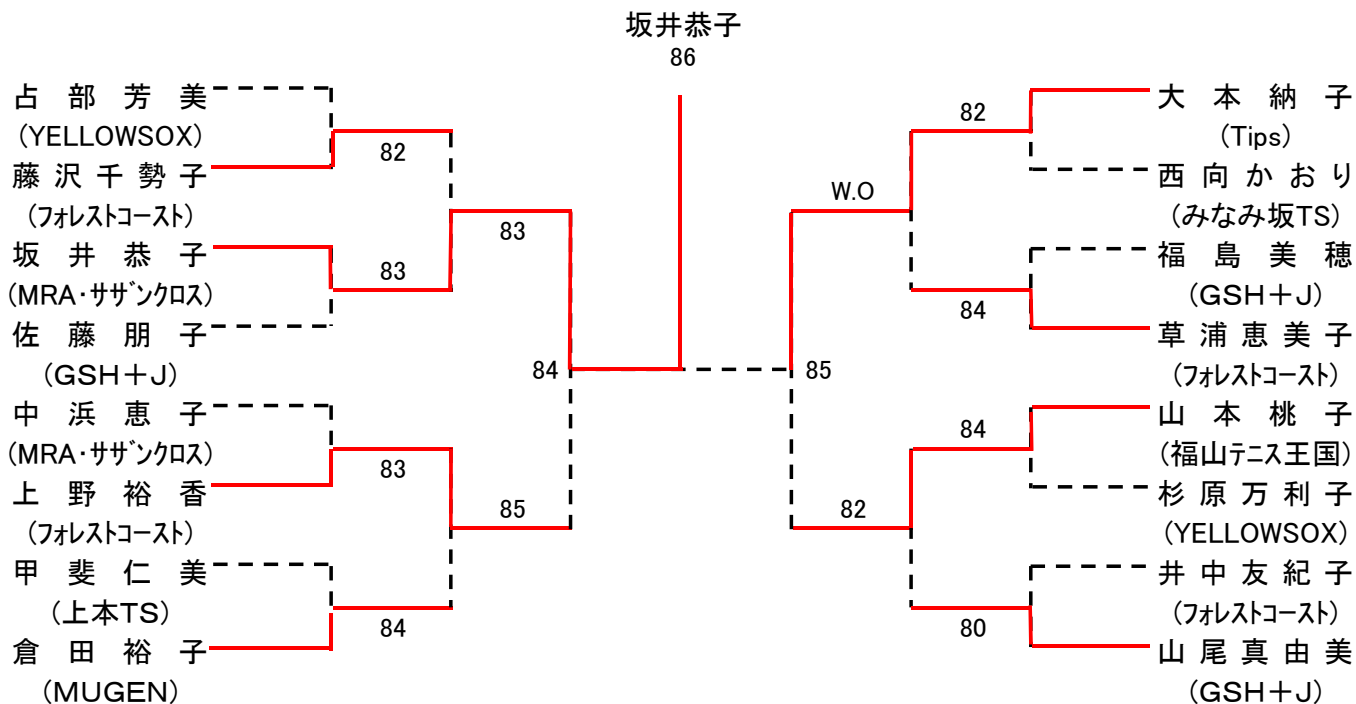 坂井恭子
86
占部芳美
(YELLOWSOX)
82
藤沢千勢子
(フォレストコースト)
83
坂井恭子
(MRA・サザンクロス)
83
佐藤朋子
(GSH＋J)
84
中浜恵子
(MRA・サザンクロス)
83
上野裕香
(フォレストコースト)
85
甲斐仁美
(上本TS)
84
倉田裕子
(MUGEN)
82
大本納子
(Tips)
W.O
西向かおり
(みなみ坂TS)
福島美穂
(GSH＋J)
84
草浦恵美子
(フォレストコースト)
85
84
山本桃子
(福山テニス王国)
82
杉原万利子
(YELLOWSOX)
井中友紀子
(フォレストコースト)
80
山尾真由美
(GSH＋J)